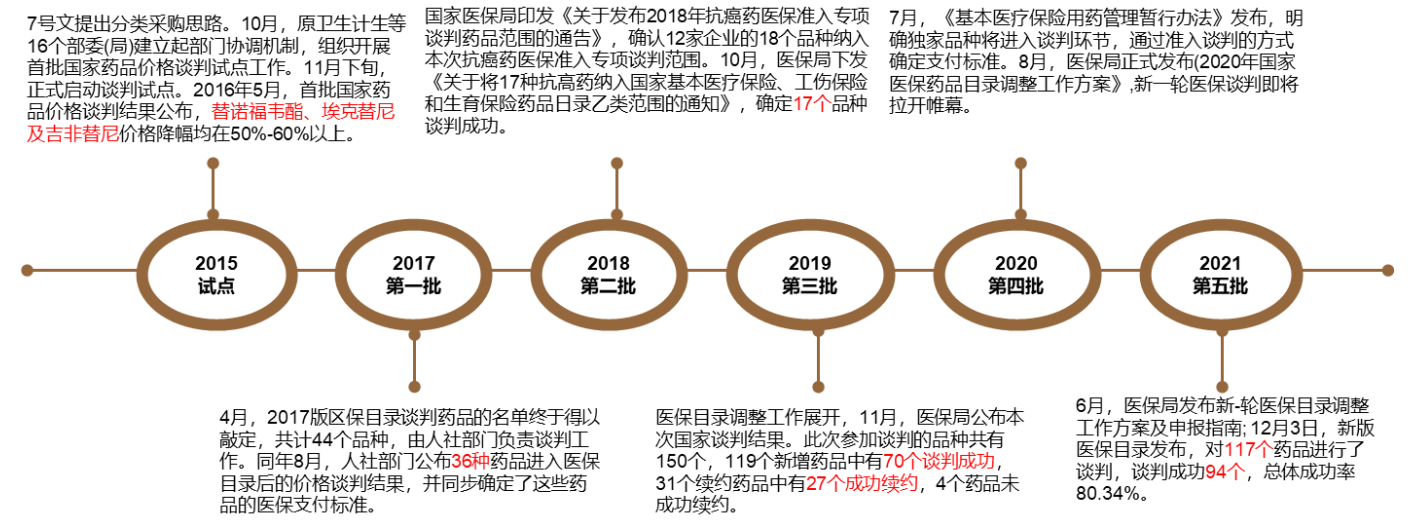 7号文提出分类采购思路。10月，原卫生计生等
16个部委(局)建立起部门协调机制，组织开展
首批国家药品价格谈判试点工作。11月下旬，
正式启动谈判试点。2016年5月，首批国家药
品价格谈判结果公布，替诺福韦酯、埃克替尼
及吉非替尼价格降幅均在50%-60%以上。
国家医保局印发《关于发布2018年抗癌药医保准入专项
谈判药品范围的通告》，确认12家企业的18个品种纳入
本次抗癌药医保准入专项谈判范围。10月，医保局下发
《关于将17种抗高药纳入国家基本医疗保险、工伤保险
和生育保险药品日录乙类范围的通知》，确定17个品种
谈判成功。
7月，《基本医疗保险用药管理暂行办法》发布，明
确独家品种将进入谈判环节，通过准入谈判的方式
确定支付标准。8月，医保局正式发布(2020年国家
医保药品目录调整工作方案》,新一轮医保谈判即将
拉开帷幕。
2015
试点
2017
第一批
2018
第二批
2019
第三批
2020
第四批
2021
第五批
4月，2017版区保目录谈判药品的名单终于得以
敲定，共计44个品种，由人社部门负责谈判工
作。同年8月，人社部门公布36种药品进入医保
目录后的价格谈判结果，并同步确定了这些药
品的医保支付标准。
医保目录调整工作展开，11月，医保局公布本
次国家谈判结果。此次参加谈判的品种共有
150个，119个新增药品中有70个谈判成功，
31个续约药品中有27个成功续约，4个药品未
成功续约。
6月，医保局发布新-轮医保目录调整
工作方案及申报指南; 12月3日，新版
医保目录发布，对117个药品进行了
谈判，谈判成功94个，总体成功率
80.34%。